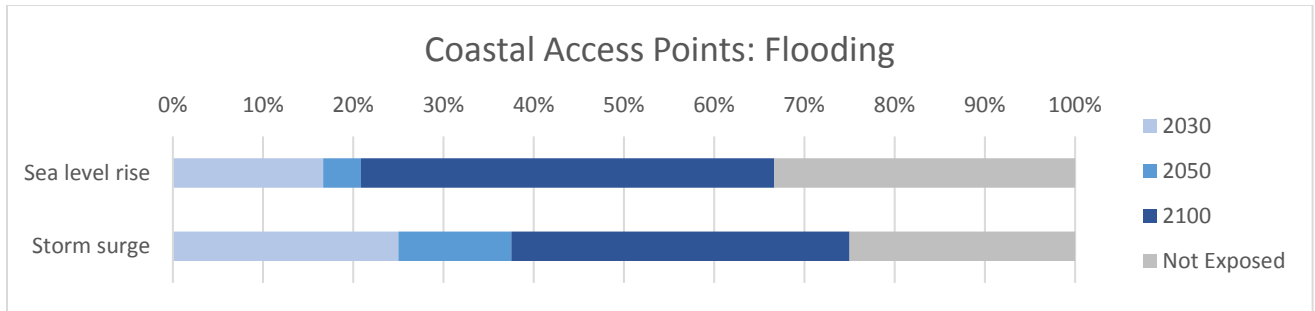 Coastal Access Points: Flooding
0% 10% 20% 30% 40% 50% 60% 70% 80% 90% 100%
Sea level rise
Storm surge
2030
2050
2100
Not Exposed